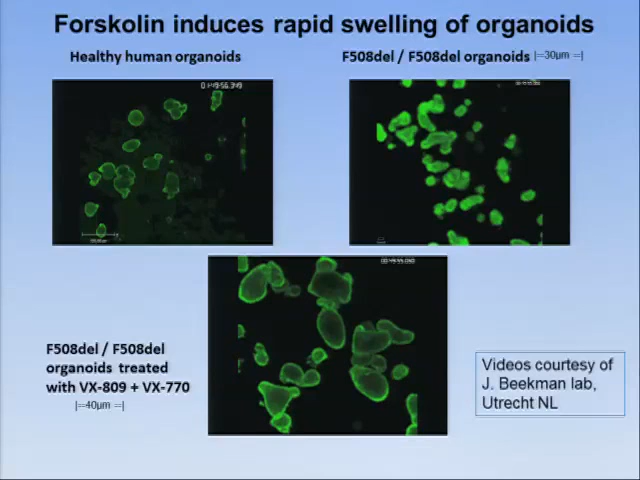 Forskolin induces rapid swelling of organoids
Healthy human organoids
F508del / F508del organoids |=30µm =|
F508del / F508del
organoids treated
with VX-809 + VX-770
|=40µm =|
Videos courtesy of
J. Beekman lab,
Utrecht NL